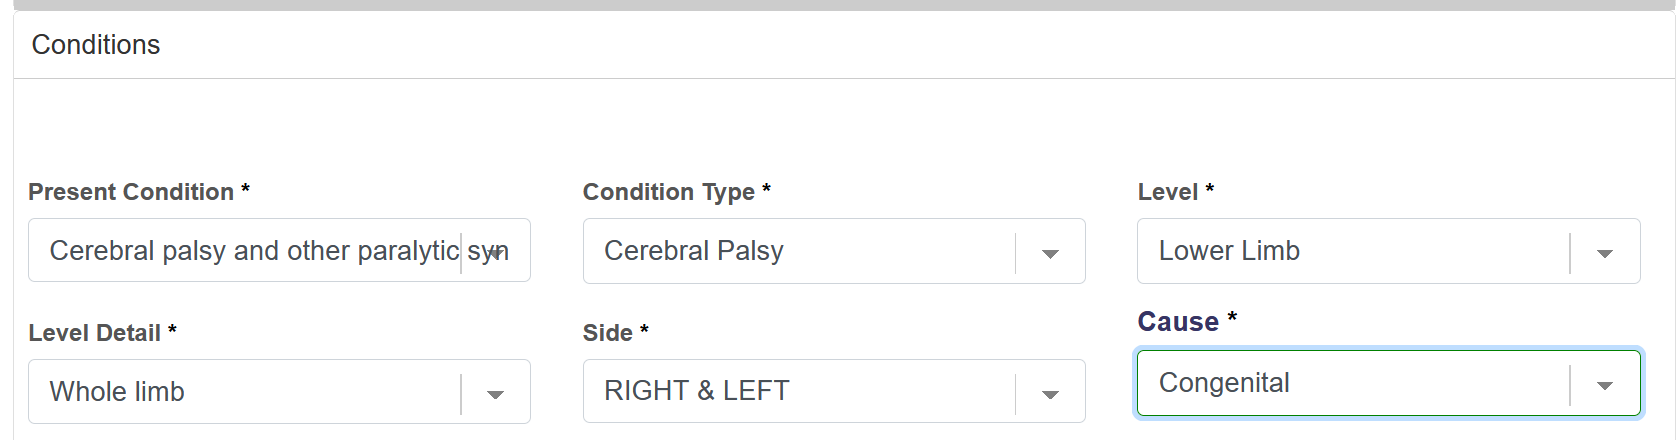 Conditions
Present Condition * Condition Type * Level *
Cerebral palsy and other paralytic syn Cerebral Palsy Lower Limb
Level Detail * Side * Cause *
Whole limb RIGHT & LEFT Congenital